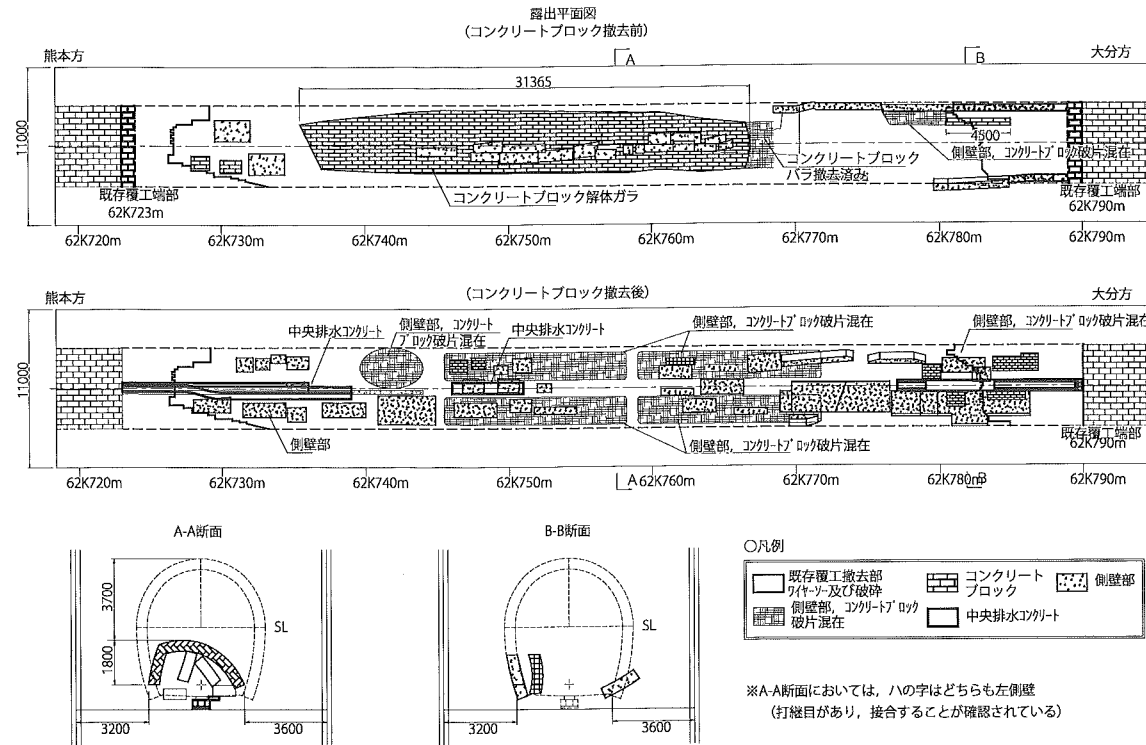 露出平面図
(コンクリートブロック撤去前)
熊本方
A
B
大分方
31365
11000
4500
側壁部，コンクリートブロック破片混在
コンクリートブロック
バラ撤去済み
コンクリートブロック解体ガラ
既存覆工端部
62K723m
既存覆工端部
62K790m
62K720m
62K730m
62K740m
62K750m
62K760m
62K770m
62K780m
62K790m
(コンクリートブロック撤去後)
熊本方
大分方
中央排水コンクリート
側壁部，コンクリート
ブロック破片混在
中央排水コンクリート
側壁部，コンクリートブロック破片混在
側壁部，コンクリートブロック破片混在
11000
側壁部
側壁部，コンクリートブロック破片混在
既存覆工端部
62K790m
62K720m
62K730m
62K740m
62K750m
A
62K760m
62K770m
62K780m
B
62K790m
A-A断面
3700
1800
SL
3200
3600
B-B断面
SL
3200
3600
○凡例
既存覆工撤去部
ワイヤーソー及び破砕
コンクリート
ブロック
側壁部
側壁部，コンクリートブロック
破片混在
中央排水コンクリート
※A-A断面においては，ハの字はどちらも左側壁
(打継目があり，接合することが確認されている)